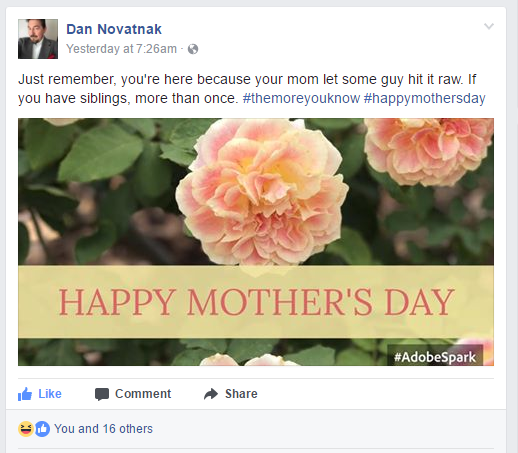 Dan Novatnak
Yesterday at 7:26am ·
Just remember, you're here because your mom let some guy hit it raw. If
you have siblings, more than once. #themoreyouknow #happymothersday
HAPPY MOTHER'S DAY
#AdobeSpark
Like Comment Share
You and 16 others